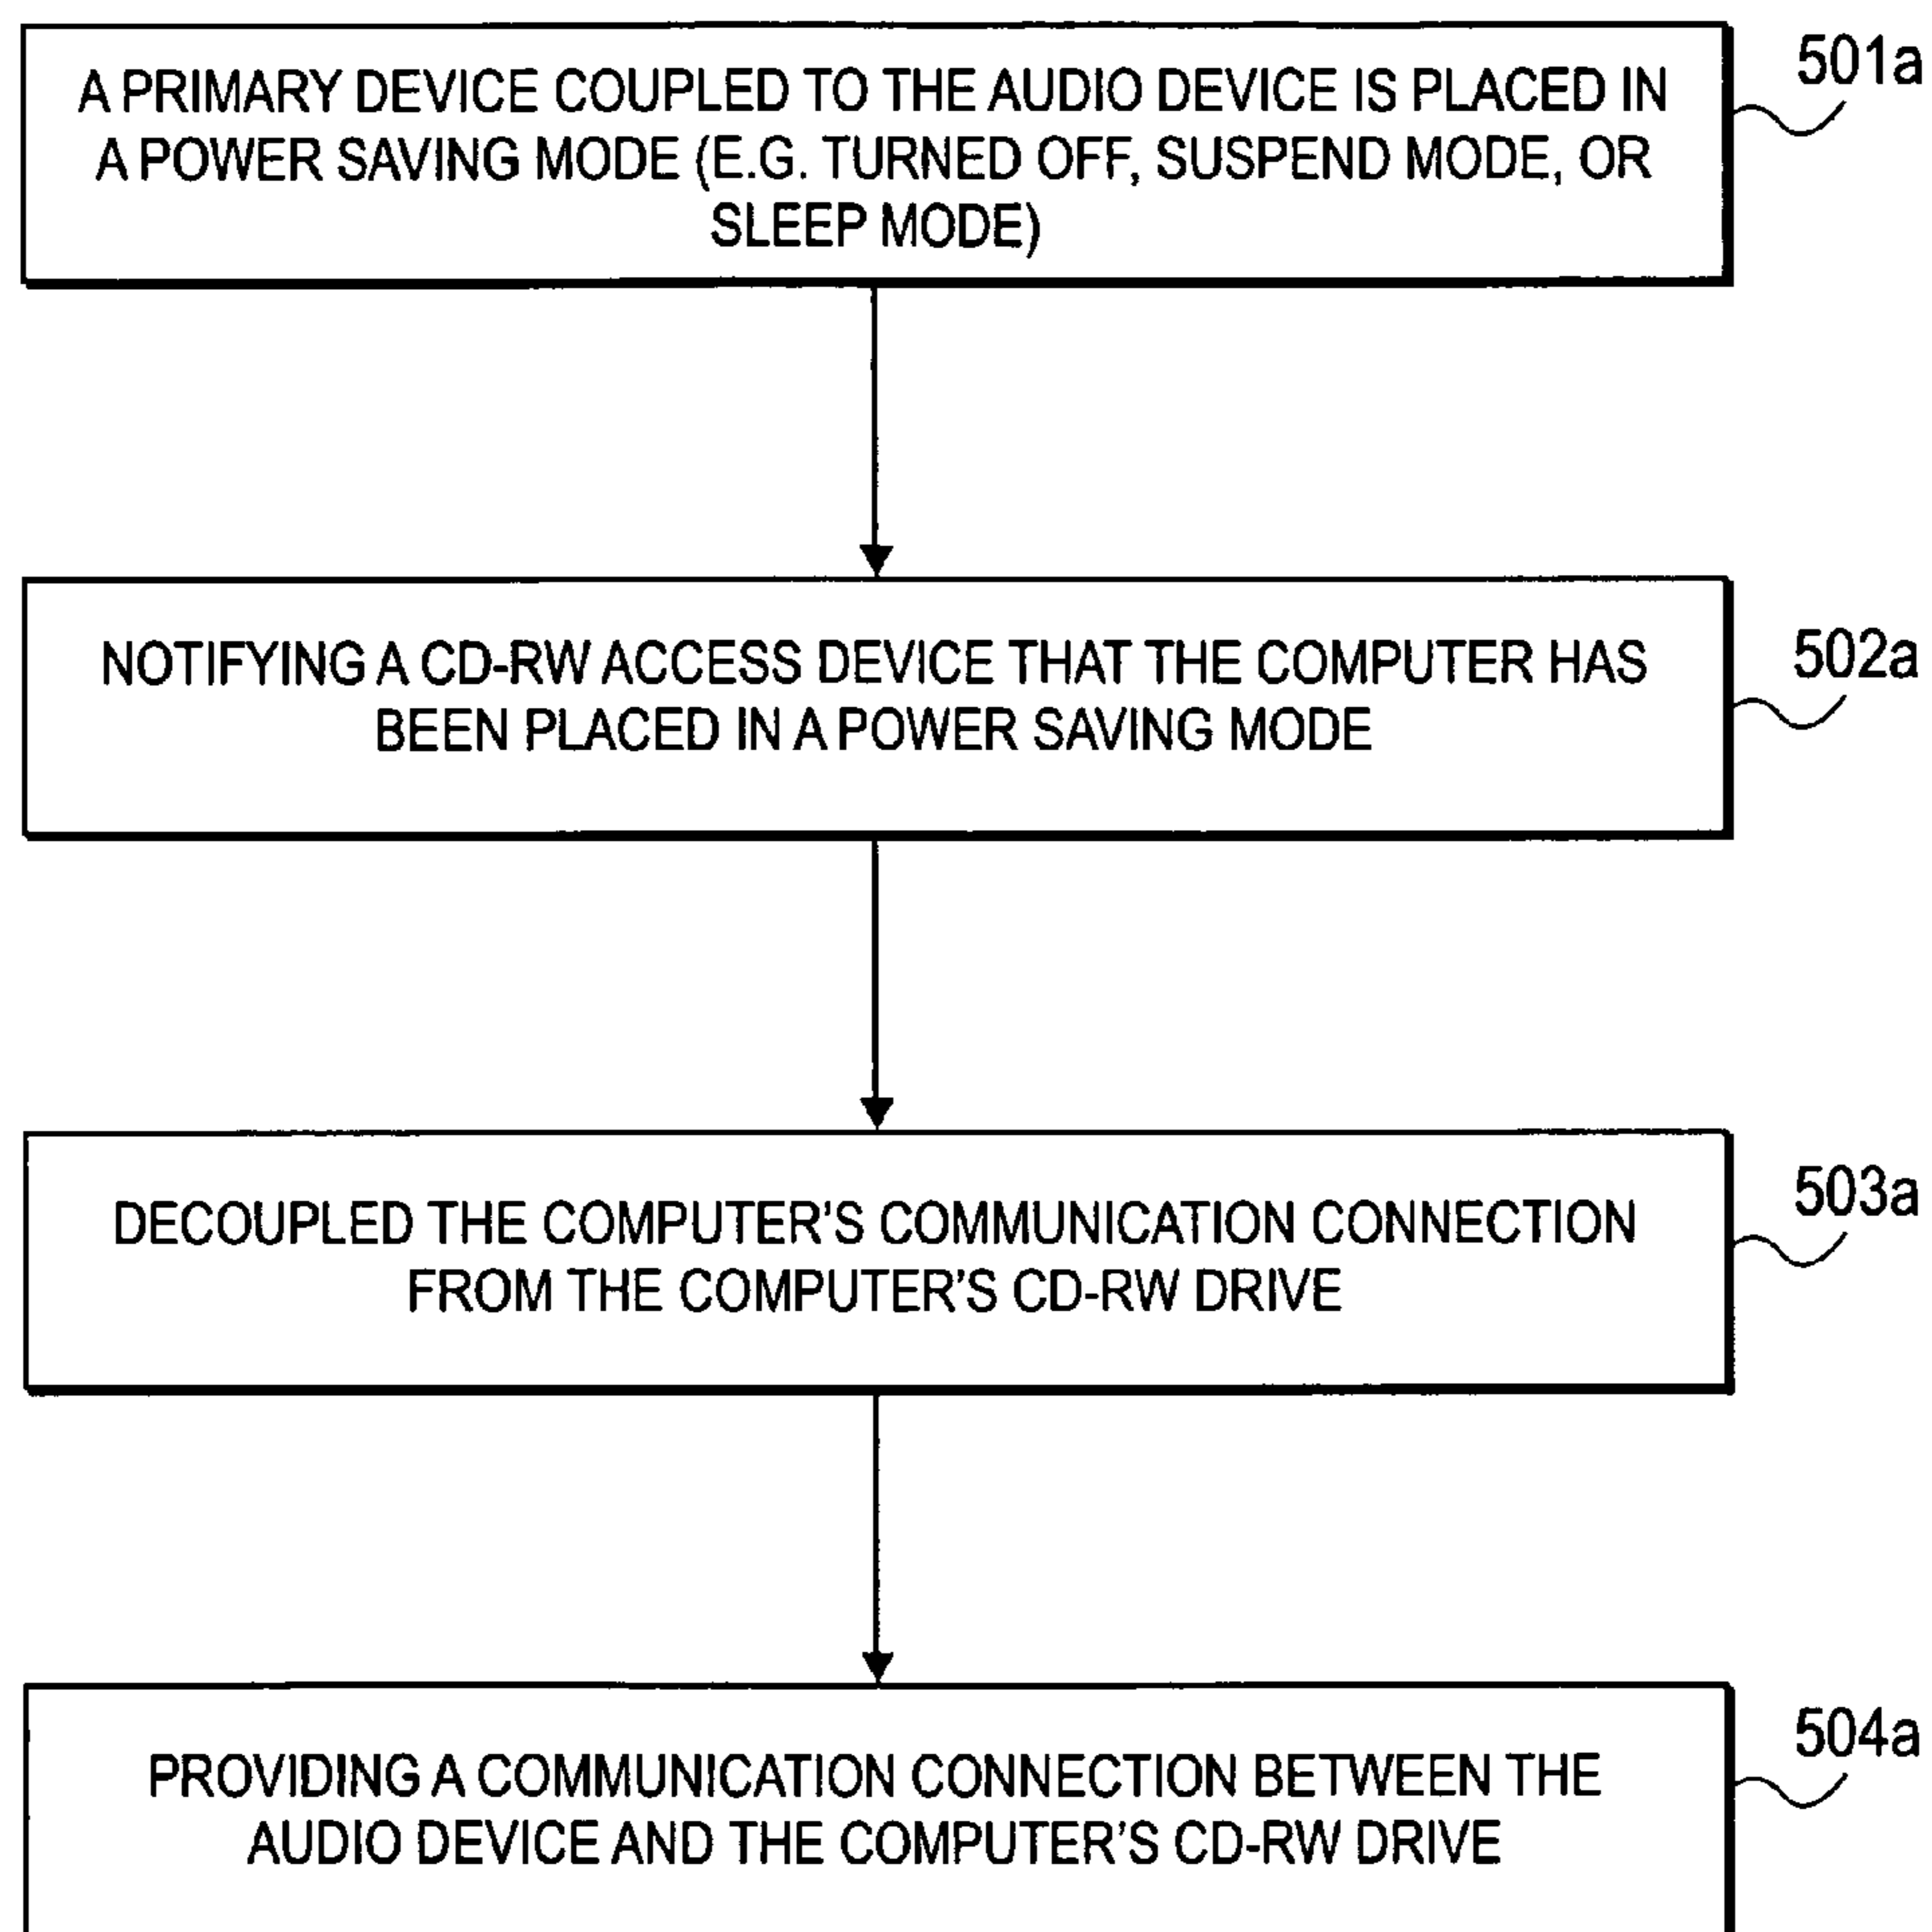 A PRIMARY DEVICE COUPLED TO THE AUDIO DEVICE IS PLACED IN
A POWER SAVING MODE (E.G. TURNED OFF, SUSPEND MODE, OR
SLEEP MODE)
501a
NOTIFYING A CD-RW ACCESS DEVICE THAT THE COMPUTER HAS
BEEN PLACED IN A POWER SAVING MODE
502a
DECOUPLED THE COMPUTER'S COMMUNICATION CONNECTION
FROM THE COMPUTER'S CD-RW DRIVE
503a
PROVIDING A COMMUNICATION CONNECTION BETWEEN THE
AUDIO DEVICE AND THE COMPUTER'S CD-RW DRIVE
504a